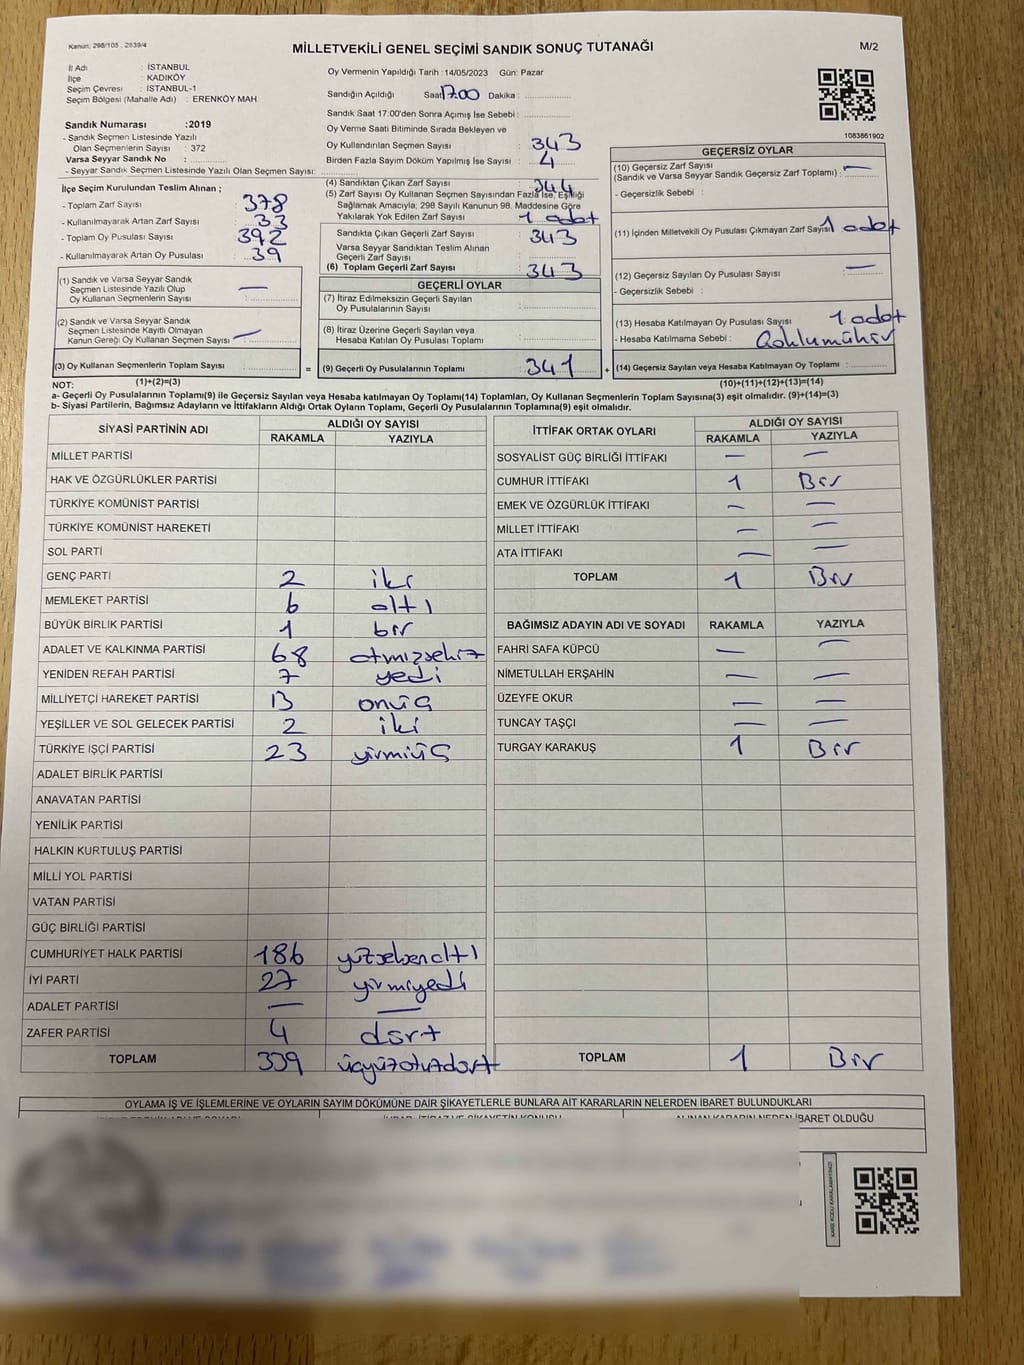 Kanun: 298/105 , 2839/4
MİLLETVEKİLİ GENEL SEÇİMİ SANDIK SONUÇ TUTANAĞI
M/2
İl Adı : İSTANBUL
İlçe : KADIKÖY
Seçim Çevresi : İSTANBUL-1
Seçim Bölgesi (Mahalle Adı) : ERENKÖY MAH
Sandık Numarası :2019
- Sandık Seçmen Listesinde Yazılı
Olan Seçmenlerin Sayısı : 372
Varsa Seyyar Sandık No :
- Seyyar Sandık Seçmen Listesinde Yazılı Olan Seçmen Sayısı:
İlçe Seçim Kurulundan Teslim Alınan ;
- Toplam Zarf Sayısı : 378
- Kullanılmayarak Artan Zarf Sayısı : 33
- Toplam Oy Pusulası Sayısı : 392
- Kullanılmayarak Artan Oy Pusulası : 39
(1) Sandık ve Varsa Seyyar Sandık
Seçmen Listesinde Yazılı Olup
Oy Kullanan Seçmenlerin Sayısı : —
(2) Sandık ve Varsa Seyyar Sandık
Seçmen Listesinde Kayıtlı Olmayan
Kanun Gereği Oy Kullanan Seçmen Sayısı : —
(3) Oy Kullanan Seçmenlerin Toplam Sayısı :
Oy Vermenin Yapıldığı Tarih : 14/05/2023 Gün: Pazar
Sandığın Açıldığı Saat: 17.00 Dakika :
Sandık Saat 17:00'den Sonra Açımış İse Sebebi :
Oy Verme Saati Bitiminde Sırada Bekleyen ve
Oy Kullandırılan Seçmen Sayısı : 343
Birden Fazla Sayım Döküm Yapılmış İse Sayısı : 4
(4) Sandıktan Çıkan Zarf Sayısı : 344
(5) Zarf Sayısı Oy Kullanan Seçmen Sayısından Fazla İse, Eşitliği
Sağlamak Amacıyla; 298 Sayılı Kanunun 98. Maddesine Göre
Yakılarak Yok Edilen Zarf Sayısı : 1 adet
Sandıkta Çıkan Geçerli Zarf Sayısı : 343
Varsa Seyyar Sandıktan Teslim Alınan
Geçerli Zarf Sayısı :
(6) Toplam Geçerli Zarf Sayısı : 343
GEÇERLİ OYLAR
(7) İtiraz Edilmeksizin Geçerli Sayılan
Oy Pusulalarının Sayısı :
(8) İtiraz Üzerine Geçerli Sayılan veya
Hesaba Katılan Oy Pusulası Toplamı :
= (9) Geçerli Oy Pusulalarının Toplamı : 341 +
1083861902
GEÇERSİZ OYLAR
(10) Geçersiz Zarf Sayısı
(Sandık ve Varsa Seyyar Sandık Geçersiz Zarf Toplamı) : —
- Geçersizlik Sebebi :
(11) İçinden Milletvekili Oy Pusulası Çıkmayan Zarf Sayısı 1 adet
(12) Geçersiz Sayılan Oy Pusulası Sayısı : —
- Geçersizlik Sebebi :
(13) Hesaba Katılmayan Oy Pusulası Sayısı : 1 adet
- Hesaba Katılmama Sebebi :
(14) Geçersiz Sayılan veya Hesaba Katılmayan Oy Toplamı :
NOT: (1)+(2)=(3) (10)+(11)+(12)+(13)=(14)
a- Geçerli Oy Pusulalarının Toplamı(9) ile Geçersiz Sayılan veya Hesaba katılmayan Oy Toplamı(14) Toplamları, Oy Kullanan Seçmenlerin Toplam Sayısına(3) eşit olmalıdır. (9)+(14)=(3)
b- Siyasi Partilerin, Bağımsız Adayların ve İttifakların Aldığı Ortak Oyların Toplamı, Geçerli Oy Pusulalarının Toplamına(9) eşit olmalıdır.
SİYASİ PARTİNİN ADI ALDIĞI OY SAYISI
RAKAMLA YAZIYLA
MİLLET PARTİSİ
HAK VE ÖZGÜRLÜKLER PARTİSİ
TÜRKİYE KOMÜNİST PARTİSİ
TÜRKİYE KOMÜNİST HAREKETİ
SOL PARTİ
GENÇ PARTİ 2 iki
MEMLEKET PARTİSİ 6 altı
BÜYÜK BİRLİK PARTİSİ 1 bir
ADALET VE KALKINMA PARTİSİ 68 atmışsekiz
YENİDEN REFAH PARTİSİ 7 yedi
MİLLİYETÇİ HAREKET PARTİSİ 13 onüç
YEŞİLLER VE SOL GELECEK PARTİSİ 2 iki
TÜRKİYE İŞÇİ PARTİSİ 23 yirmiüç
ADALET BİRLİK PARTİSİ
ANAVATAN PARTİSİ
YENİLİK PARTİSİ
HALKIN KURTULUŞ PARTİSİ
MİLLİ YOL PARTİSİ
VATAN PARTİSİ
GÜÇ BİRLİĞİ PARTİSİ
CUMHURİYET HALK PARTİSİ 186 yüzseksenaltı
İYİ PARTİ 27 yirmiyedi
ADALET PARTİSİ — —
ZAFER PARTİSİ 4 dört
TOPLAM 339
İTTİFAK ORTAK OYLARI ALDIĞI OY SAYISI
RAKAMLA YAZIYLA
SOSYALİST GÜÇ BİRLİĞİ İTTİFAKI — —
CUMHUR İTTİFAKI 1 Bir
EMEK VE ÖZGÜRLÜK İTTİFAKI — —
MİLLET İTTİFAKI — —
ATA İTTİFAKI — —
TOPLAM 1 Bir
BAĞIMSIZ ADAYIN ADI VE SOYADI RAKAMLA YAZIYLA
FAHRİ SAFA KÜPCÜ — —
NİMETULLAH ERŞAHİN — —
ÜZEYFE OKUR — —
TUNCAY TAŞÇI — —
TURGAY KARAKUŞ 1 Bir
TOPLAM 1 Bir
OYLAMA İŞ VE İŞLEMLERİNE VE OYLARIN SAYIM DÖKÜMÜNE DAİR ŞİKAYETLERLE BUNLARA AİT KARARLARIN NELERDEN İBARET BULUNDUKLARI
ALINAN KARARIN NEDEN İBARET OLDUĞU